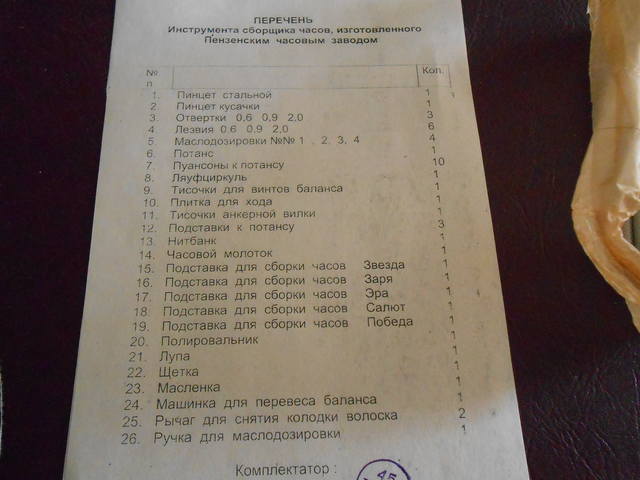 ПЕРЕЧЕНЬ
Инструмента сборщика часов, изготовленного
Пензенским часовым заводом
№ Кол.
п
1. Пинцет стальной 1
2. Пинцет кусачки 1
3. Отвертки 0,6 0,9 2,0 3
4. Лезвия 0,6 0,9 2,0 6
5 Маслодозировки №№ 1 , 2, 3, 4 4
6. Потанс 1
7. Пуансоны к потансу 10
8. Ляуфциркуль 1
9. Тисочки для винтов баланса 1
10. Плитка для хода 1
11. Тисочки анкерной вилки 1
12. Подставки к потансу 3
13. Нитбанк 1
14. Часовой молоток 1
15. Подставка для сборки часов Звезда 1
16. Подставка для сборки часов Заря 1
17. Подставка для сборки часов Эра 1
18. Подставка для сборки часов Салют 1
19. Подставка для сборки часов Победа 1
20. Полировальник 1
21. Лупа 1
22. Щетка 1
23. Масленка 1
24. Машинка для перевеса баланса 1
25. Рычаг для снятия колодки волоска 2
26. Ручка для маслодозировки 1
Комплектатор :
45